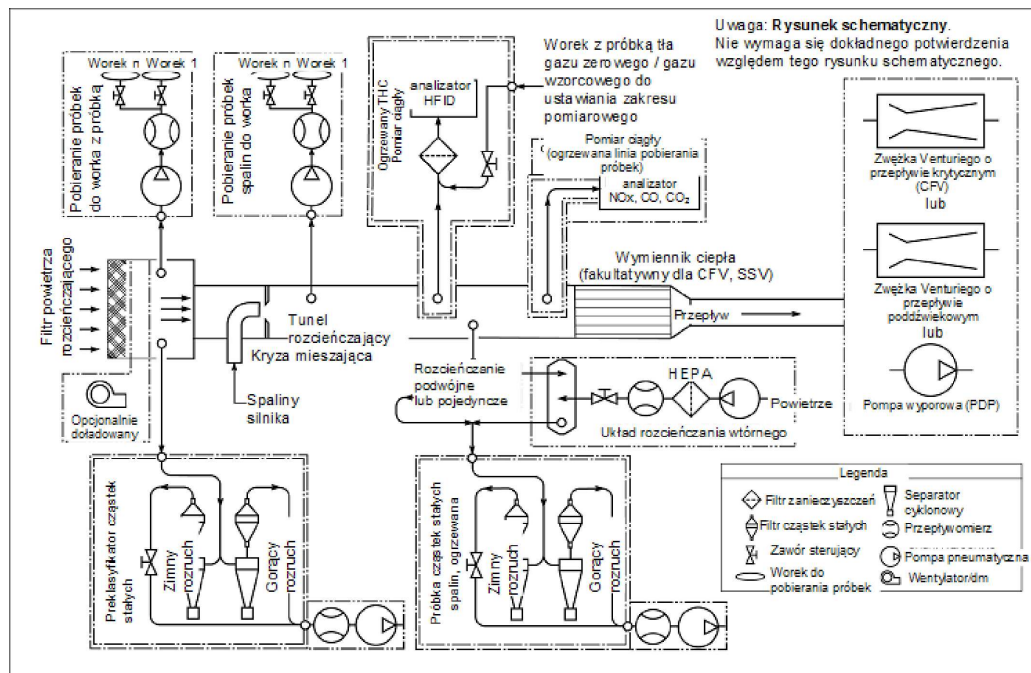 Uwaga: Rysunek schematyczny.
Nie wymaga się dokładnego potwierdzenia
względem tego rysunku schematycznego.
Worek n
Worek 1
Pobieranie próbek
do worka z próbką
Worek n
Worek 1
Pobieranie próbek
spalin do worka
Ogrzewany THC
Pomiar ciągły
analizator
HFID
Worek z próbką tła
gazu zerowego / gazu
wzorcowego do
ustawiania zakresu
pomiarowego
Pomiar ciągły
(ogrzewana linia pobierania
próbek)
analizator
NOx, CO, CO₂
Zwężka Venturiego o
przepływie krytycznym
(CFV)
lub
Zwężka Venturiego o
przepływie
poddźwiękowym
lub
Pompa wyporowa (PDP)
Filtr powietrza
rozcieńczającego
Wymiennik ciepła
(fakultatywny dla CFV, SSV)
Przepływ
Tunel
rozcieńczający
Kryza mieszająca
Spaliny
silnika
Opcjonalnie
doładowany
Rozcieńczanie
podwójne
lub pojedyncze
HEPA
Powietrze
Układ rozcieńczania wtórnego
Preklasyfikator cząstek
stałych
Zimny
rozruch
Gorący
rozruch
Próbka cząstek stałych
spalin, ogrzewana
Zimny
rozruch
Gorący
rozruch
Legenda
Filtr zanieczyszczeń
Filtr cząstek stałych
Zawór sterujący
Worek do
pobierania próbek
Separator
cyklonowy
Przepływomierz
Pompa pneumatyczna
Wentylator/dm